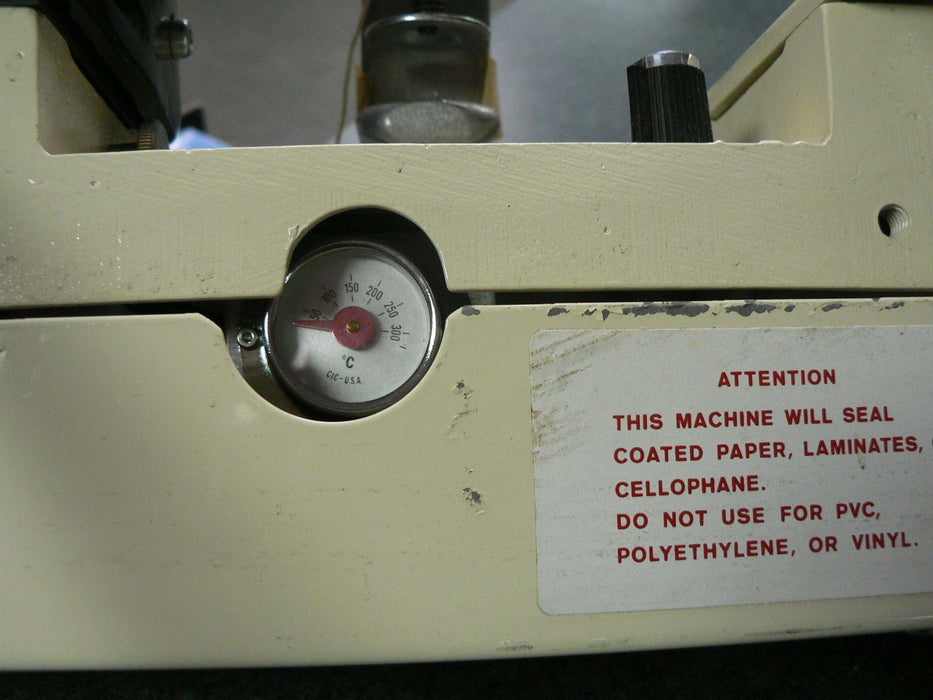 50 100 150 200 250 300
°C
CIC-U.S.A.
ATTENTION
THIS MACHINE WILL SEAL
COATED PAPER, LAMINATES,
CELLOPHANE.
DO NOT USE FOR PVC,
POLYETHYLENE, OR VINYL.